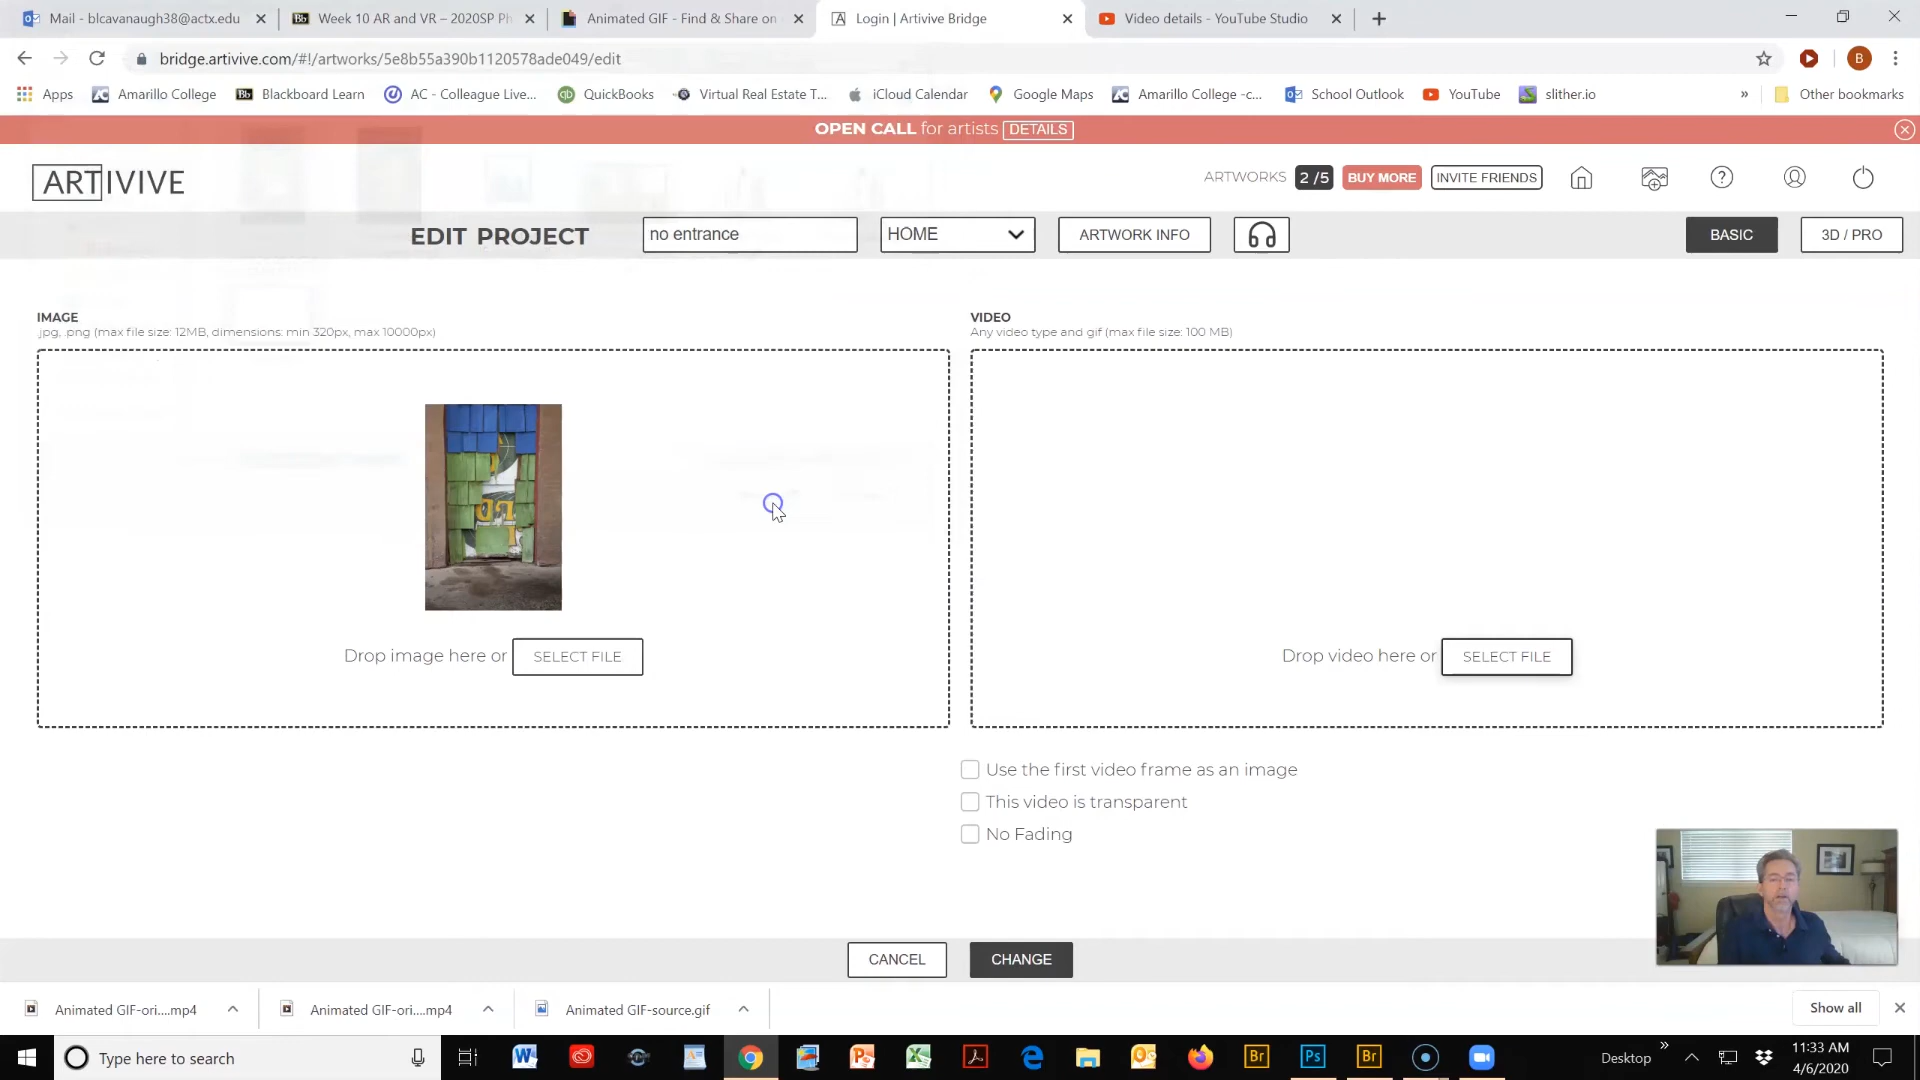 Mail - blcavanaugh38@actx.edu
Week 10 AR and VR – 2020SP Ph
Animated GIF - Find & Share on
Login | Artivive Bridge
Video details - YouTube Studio
bridge.artivive.com/#!/artworks/5e8b55a390b1120578ade049/edit
B
Apps
Amarillo College
Blackboard Learn
AC - Colleague Live...
QuickBooks
Virtual Real Estate T...
iCloud Calendar
Google Maps
Amarillo College -c...
School Outlook
YouTube
slither.io
»
Other bookmarks
OPEN CALL for artists DETAILS
ARTIVIVE
ARTWORKS 2 /5 BUY MORE INVITE FRIENDS
EDIT PROJECT no entrance HOME ARTWORK INFO BASIC 3D / PRO
IMAGE
.jpg, .png (max file size: 12MB, dimensions: min 320px, max 10000px)
VIDEO
Any video type and gif (max file size: 100 MB)
Drop image here or SELECT FILE
Drop video here or SELECT FILE
Use the first video frame as an image
This video is transparent
No Fading
CANCEL CHANGE
Animated GIF-ori....mp4
Animated GIF-ori....mp4
Animated GIF-source.gif
Show all
Type here to search
Desktop
»
11:33 AM
4/6/2020